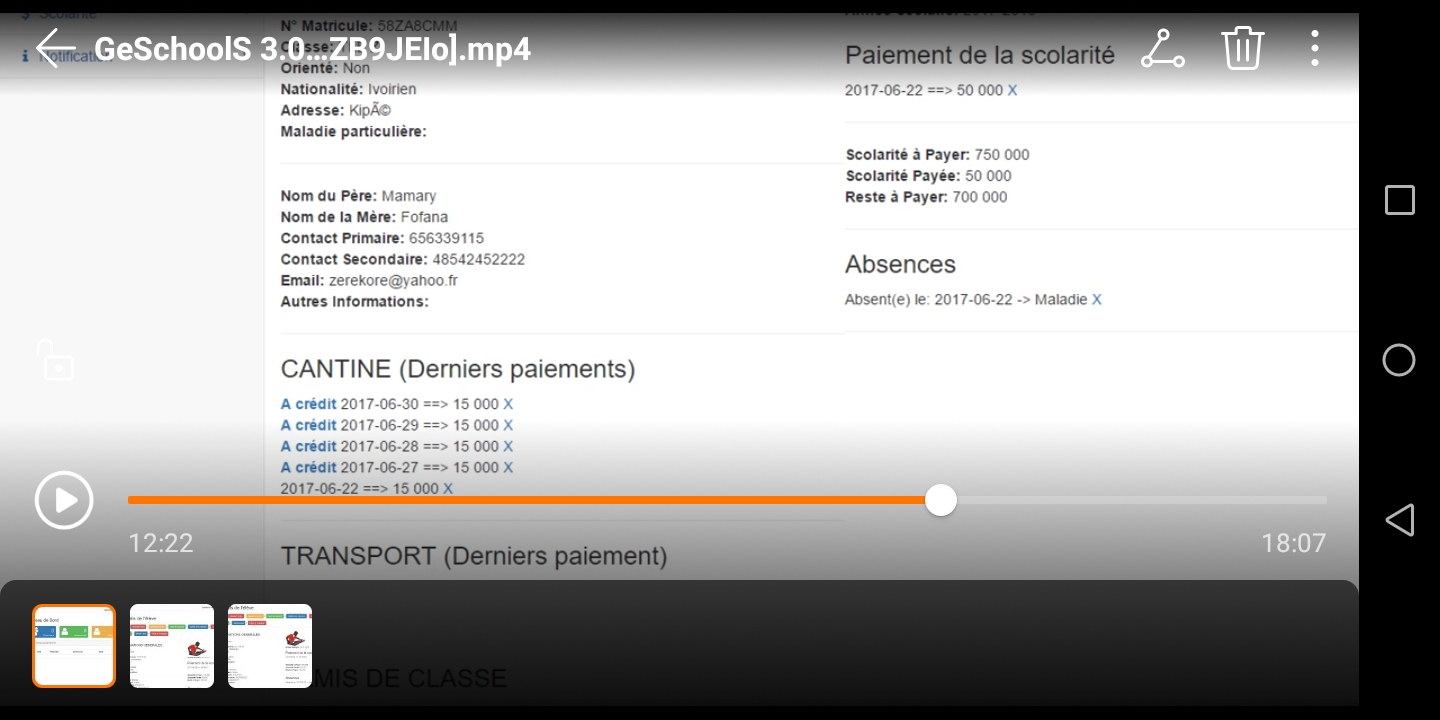 Scolarité
Notification
GeSchoolS 3.0...ZB9JEIo].mp4
N° Matricule: 58ZA8CMM
Classe:
Orienté: Non
Nationalité: Ivoirien
Adresse: KipÃ©
Maladie particulière:
Nom du Père: Mamary
Nom de la Mère: Fofana
Contact Primaire: 656339115
Contact Secondaire: 48542452222
Email: zerekore@yahoo.fr
Autres Informations:
CANTINE (Derniers paiements)
A crédit 2017-06-30 ==> 15 000 X
A crédit 2017-06-29 ==> 15 000 X
A crédit 2017-06-28 ==> 15 000 X
A crédit 2017-06-27 ==> 15 000 X
2017-06-22 ==> 15 000 X
TRANSPORT (Derniers paiement)
MIS DE CLASSE
Paiement de la scolarité
2017-06-22 ==> 50 000 X
Scolarité à Payer: 750 000
Scolarité Payée: 50 000
Reste à Payer: 700 000
Absences
Absent(e) le: 2017-06-22 -> Maladie X
12:22
18:07